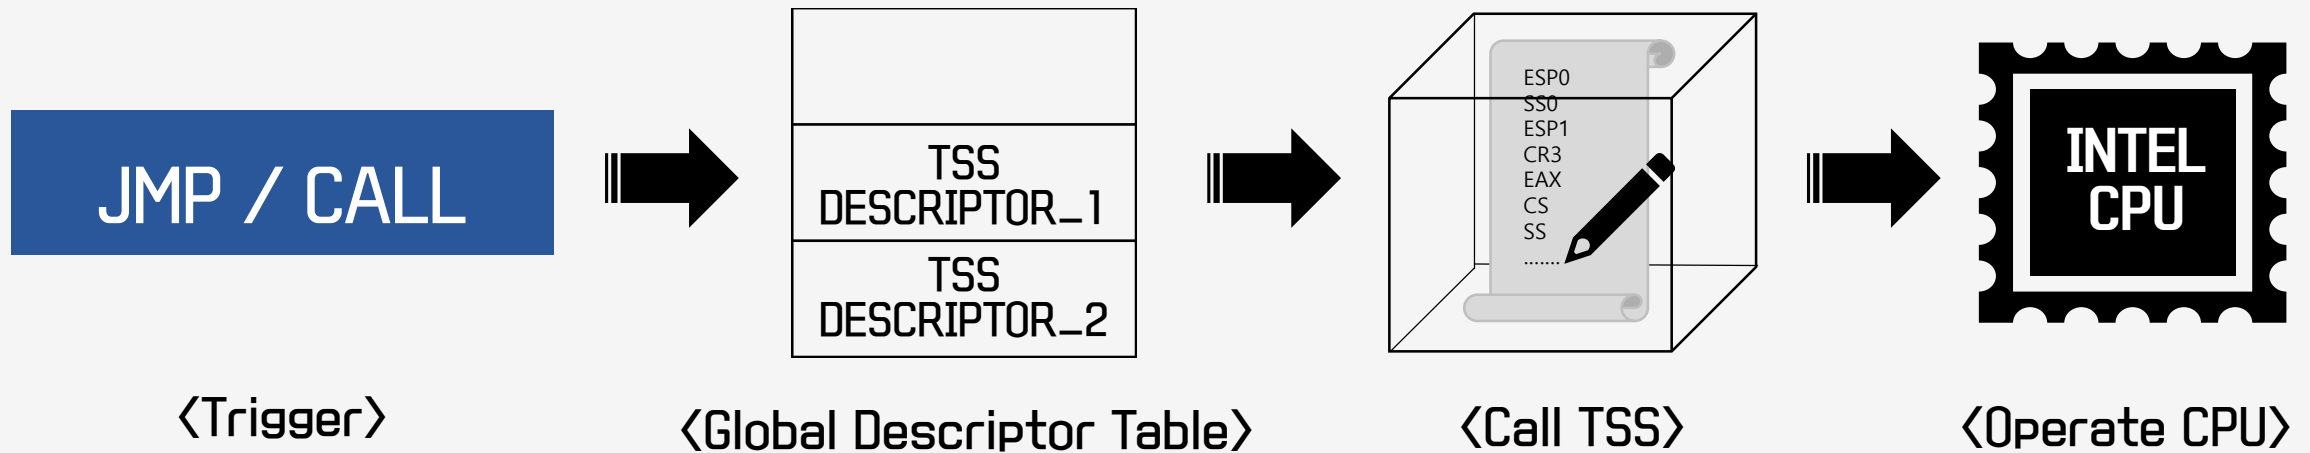 JMP / CALL
TSS
DESCRIPTOR_1
TSS
DESCRIPTOR_2
ESP0
SS0
ESP1
CR3
EAX
CS
SS
.......
INTEL
CPU
<Trigger>
<Global Descriptor Table>
<Call TSS>
<Operate CPU>